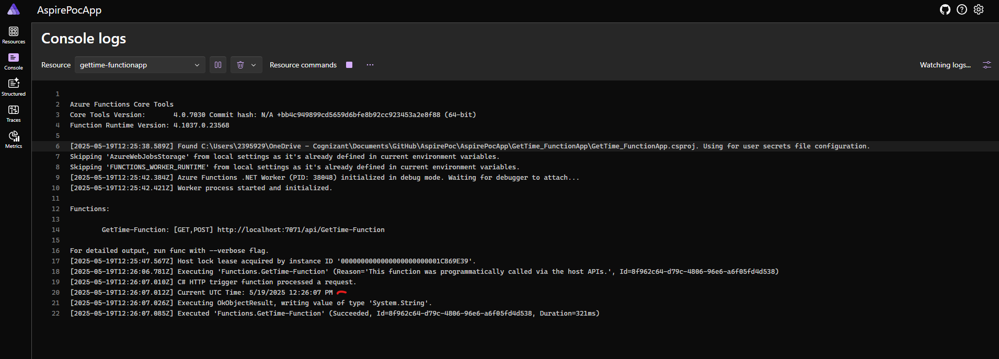 AspirePocApp
Resources
Console
Structured
Traces
Metrics
Console logs
Resource gettime-functionapp Resource commands Watching logs...
1
2 Azure Functions Core Tools
3 Core Tools Version: 4.0.7030 Commit hash: N/A +bb4c949899cd5659d6bfe8b92cc923453a2e8f88 (64-bit)
4 Function Runtime Version: 4.1037.0.23568
5
6 [2025-05-19T12:25:38.589Z] Found C:\Users\2395929\OneDrive - Cognizant\Documents\GitHub\AspirePoc\AspirePocApp\GetTime_FunctionApp\GetTime_FunctionApp.csproj. Using for user secrets file configuration.
7 Skipping 'AzureWebJobsStorage' from local settings as it's already defined in current environment variables.
8 Skipping 'FUNCTIONS_WORKER_RUNTIME' from local settings as it's already defined in current environment variables.
9 [2025-05-19T12:25:42.384Z] Azure Functions .NET Worker (PID: 38048) initialized in debug mode. Waiting for debugger to attach...
10 [2025-05-19T12:25:42.421Z] Worker process started and initialized.
11
12 Functions:
13
14 GetTime-Function: [GET,POST] http://localhost:7071/api/GetTime-Function
15
16 For detailed output, run func with --verbose flag.
17 [2025-05-19T12:25:47.567Z] Host lock lease acquired by instance ID '0000000000000000000000001C869E39'.
18 [2025-05-19T12:26:06.781Z] Executing 'Functions.GetTime-Function' (Reason='This function was programmatically called via the host APIs.', Id=8f962c64-d79c-4806-96e6-a6f05fd4d538)
19 [2025-05-19T12:26:07.010Z] C# HTTP trigger function processed a request.
20 [2025-05-19T12:26:07.012Z] Current UTC Time: 5/19/2025 12:26:07 PM
21 [2025-05-19T12:26:07.026Z] Executing OkObjectResult, writing value of type 'System.String'.
22 [2025-05-19T12:26:07.085Z] Executed 'Functions.GetTime-Function' (Succeeded, Id=8f962c64-d79c-4806-96e6-a6f05fd4d538, Duration=321ms)